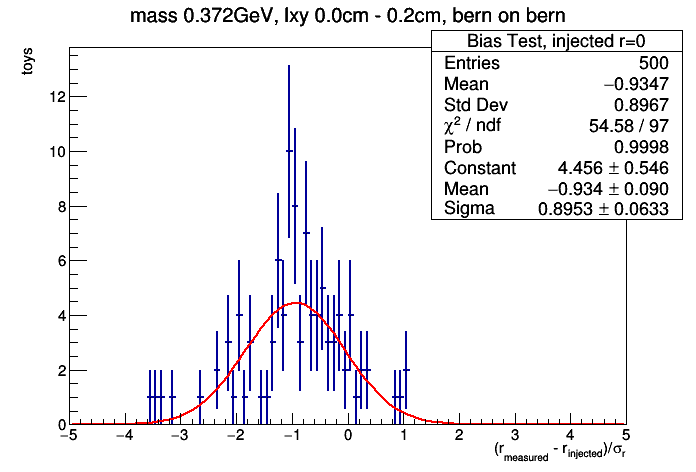 mass 0.372GeV, lxy 0.0cm - 0.2cm, bern on bern
toys
Bias Test, injected r=0
Entries 500
Mean −0.9347
Std Dev 0.8967
χ² / ndf 54.58 / 97
Prob 0.9998
Constant 4.456 ± 0.546
Mean −0.934 ± 0.090
Sigma 0.8953 ± 0.0633
12
10
8
6
4
2
0
−5 −4 −3 −2 −1 0 1 2 3 4 5
(r_measured - r_injected)/σ_r